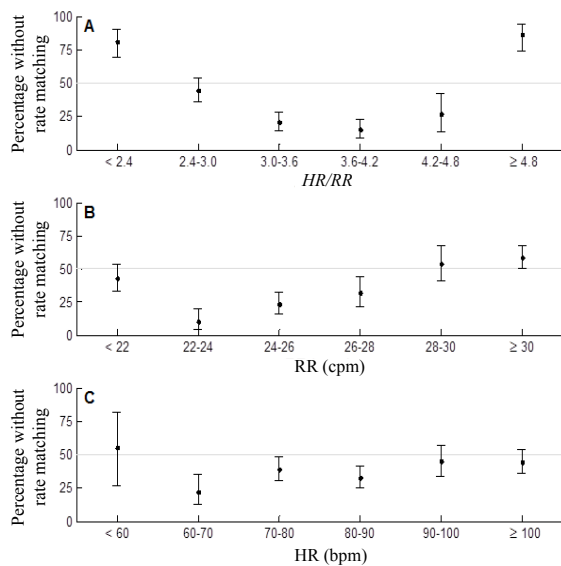 A
Percentage without
rate matching
100
75
50
25
0
< 2.4 2.4-3.0 3.0-3.6 3.6-4.2 4.2-4.8 ≥ 4.8
HR/RR
B
Percentage without
rate matching
100
75
50
25
0
< 22 22-24 24-26 26-28 28-30 ≥ 30
RR (cpm)
C
Percentage without
rate matching
100
75
50
25
0
< 60 60-70 70-80 80-90 90-100 ≥ 100
HR (bpm)